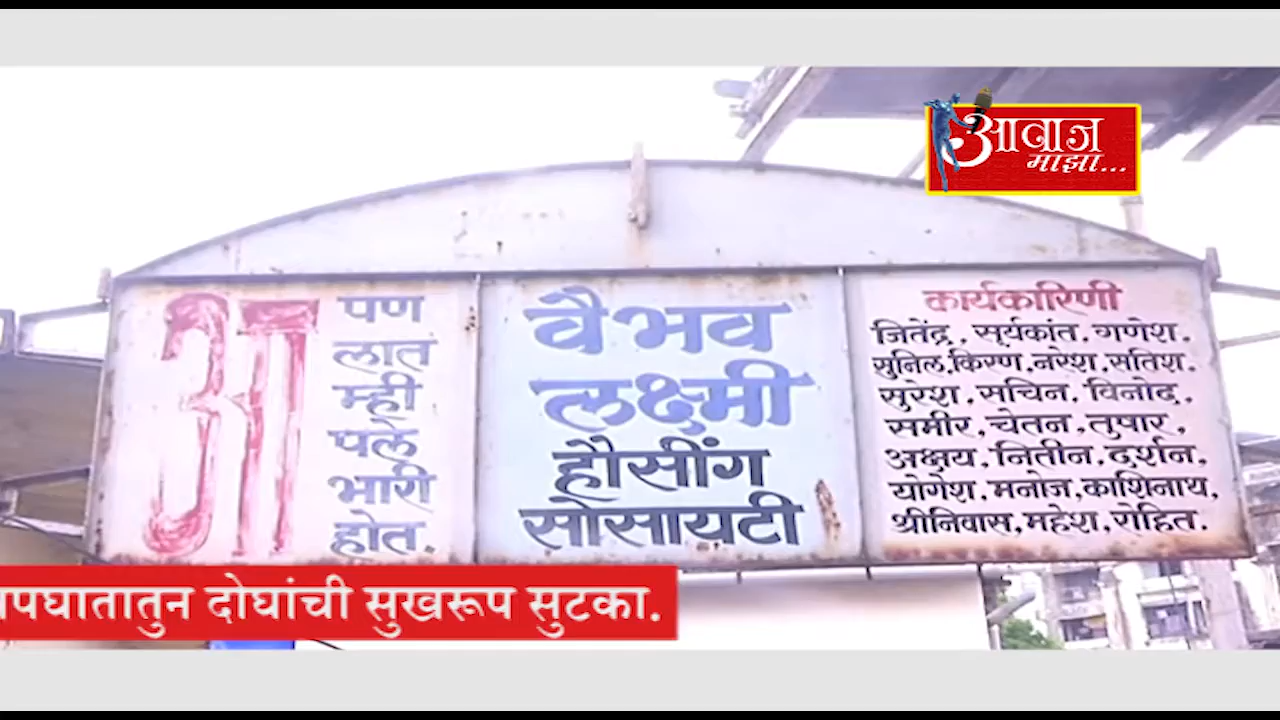 आवाज
माझा...
अ
पण
लातं
म्ही
पले
भारी
होत.
वैभव
लक्ष्मी
हौसींग
सोसायटी
कार्यकारिणी
जितेंद्र, सूर्यकांत, गणेश,
सुनिल, किरण, नरेश, सतिश,
सुरेश, सचिन, विनोद,
समीर, चेतन, तुषार,
अक्षय, नितीन, दर्शन,
योगेश, मनोज, काशिनाथ,
श्रीनिवास, महेश, रोहित.
पघातातुन दोघांची सुखरूप सुटका.